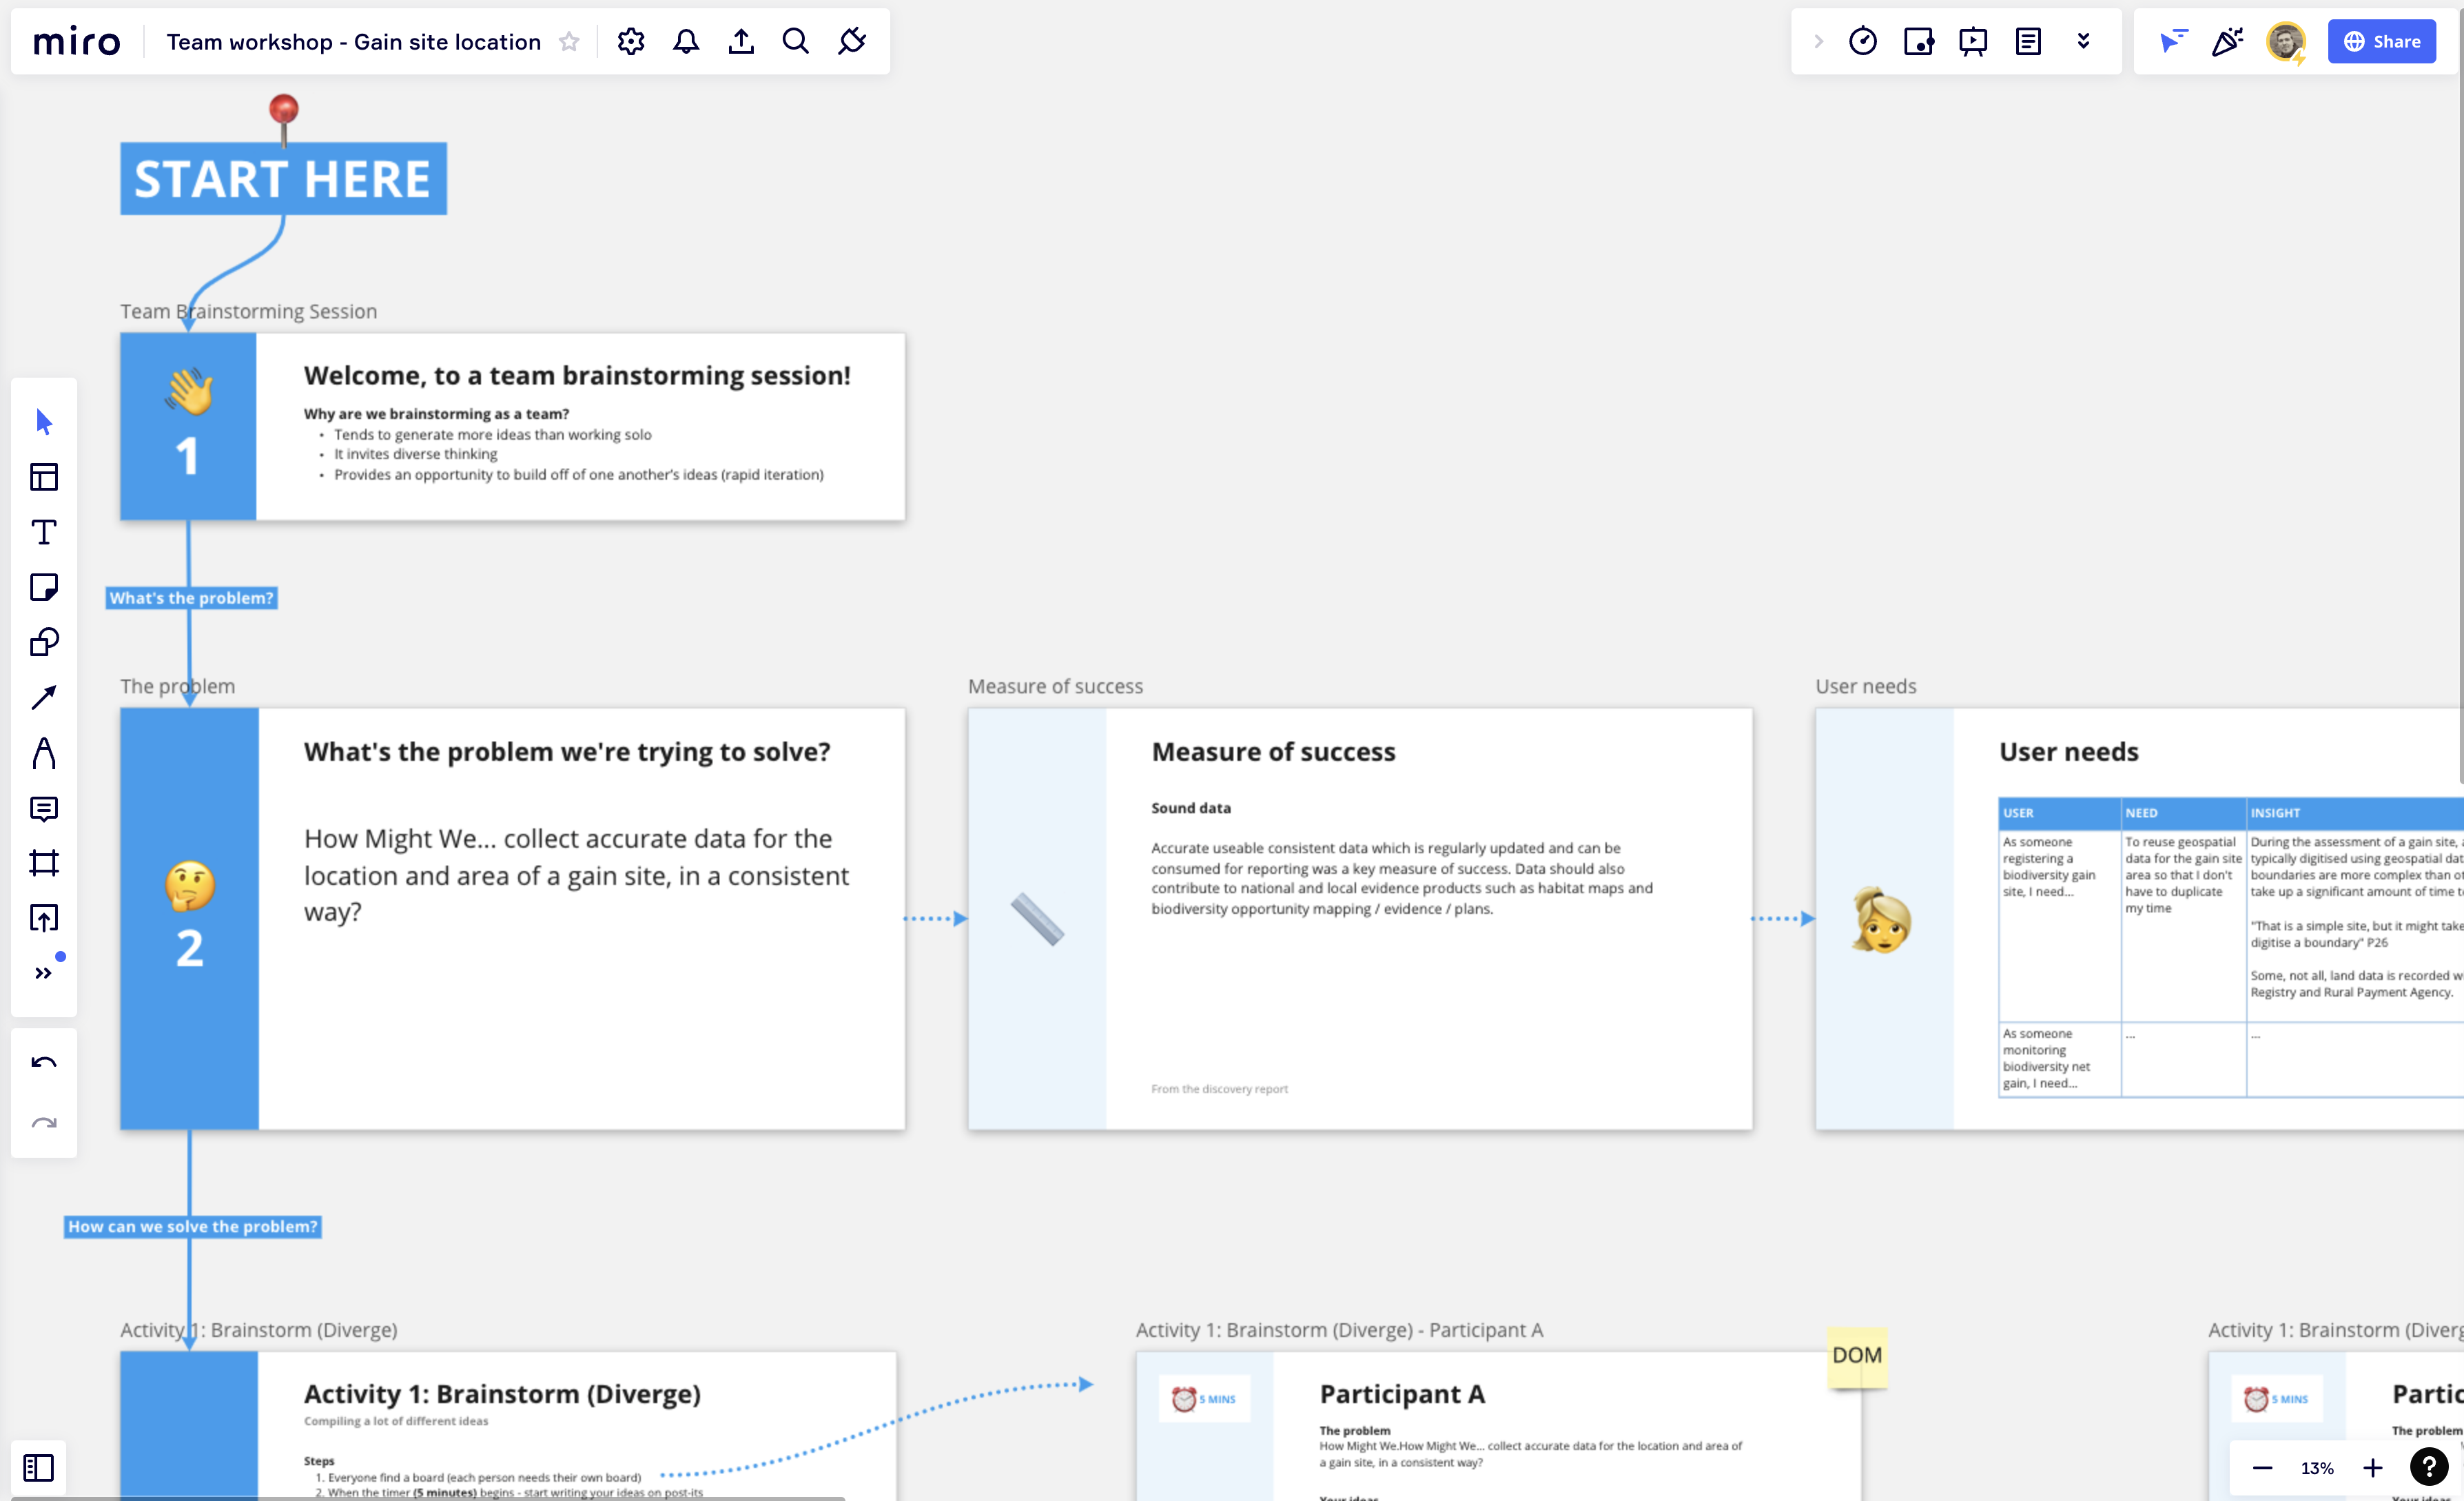 miro
Team workshop - Gain site location
Share
START HERE
Team Brainstorming Session
1
Welcome, to a team brainstorming session!
Why are we brainstorming as a team?
• Tends to generate more ideas than working solo
• It invites diverse thinking
• Provides an opportunity to build off of one another's ideas (rapid iteration)
What's the problem?
The problem
2
What's the problem we're trying to solve?
How Might We... collect accurate data for the
location and area of a gain site, in a consistent
way?
Measure of success
Measure of success
Sound data
Accurate useable consistent data which is regularly updated and can be
consumed for reporting was a key measure of success. Data should also
contribute to national and local evidence products such as habitat maps and
biodiversity opportunity mapping / evidence / plans.
From the discovery report
User needs
User needs
USER
NEED
INSIGHT
As someone
registering a
biodiversity gain
site, I need...
To reuse geospatial
data for the gain site
area so that I don't
have to duplicate
my time
During the assessment of a gain site,
typically digitised using geospatial
boundaries are more complex than
take up a significant amount of time
"That is a simple site, but it might take
digitise a boundary" P26
Some, not all, land data is recorded
Registry and Rural Payment Agency.
As someone
monitoring
biodiversity net
gain, I need...
...
...
How can we solve the problem?
Activity 1: Brainstorm (Diverge)
Activity 1: Brainstorm (Diverge)
Compiling a lot of different ideas
Steps
1. Everyone find a board (each person needs their own board)
2. When the timer (5 minutes) begins - start writing your ideas on post-its
Activity 1: Brainstorm (Diverge) - Participant A
DOM
5 MINS
Participant A
The problem
How Might We.How Might We... collect accurate data for the location and area of
a gain site, in a consistent way?
Your ideas
Activity 1: Brainstorm
5 MINS
The problem
13%
?